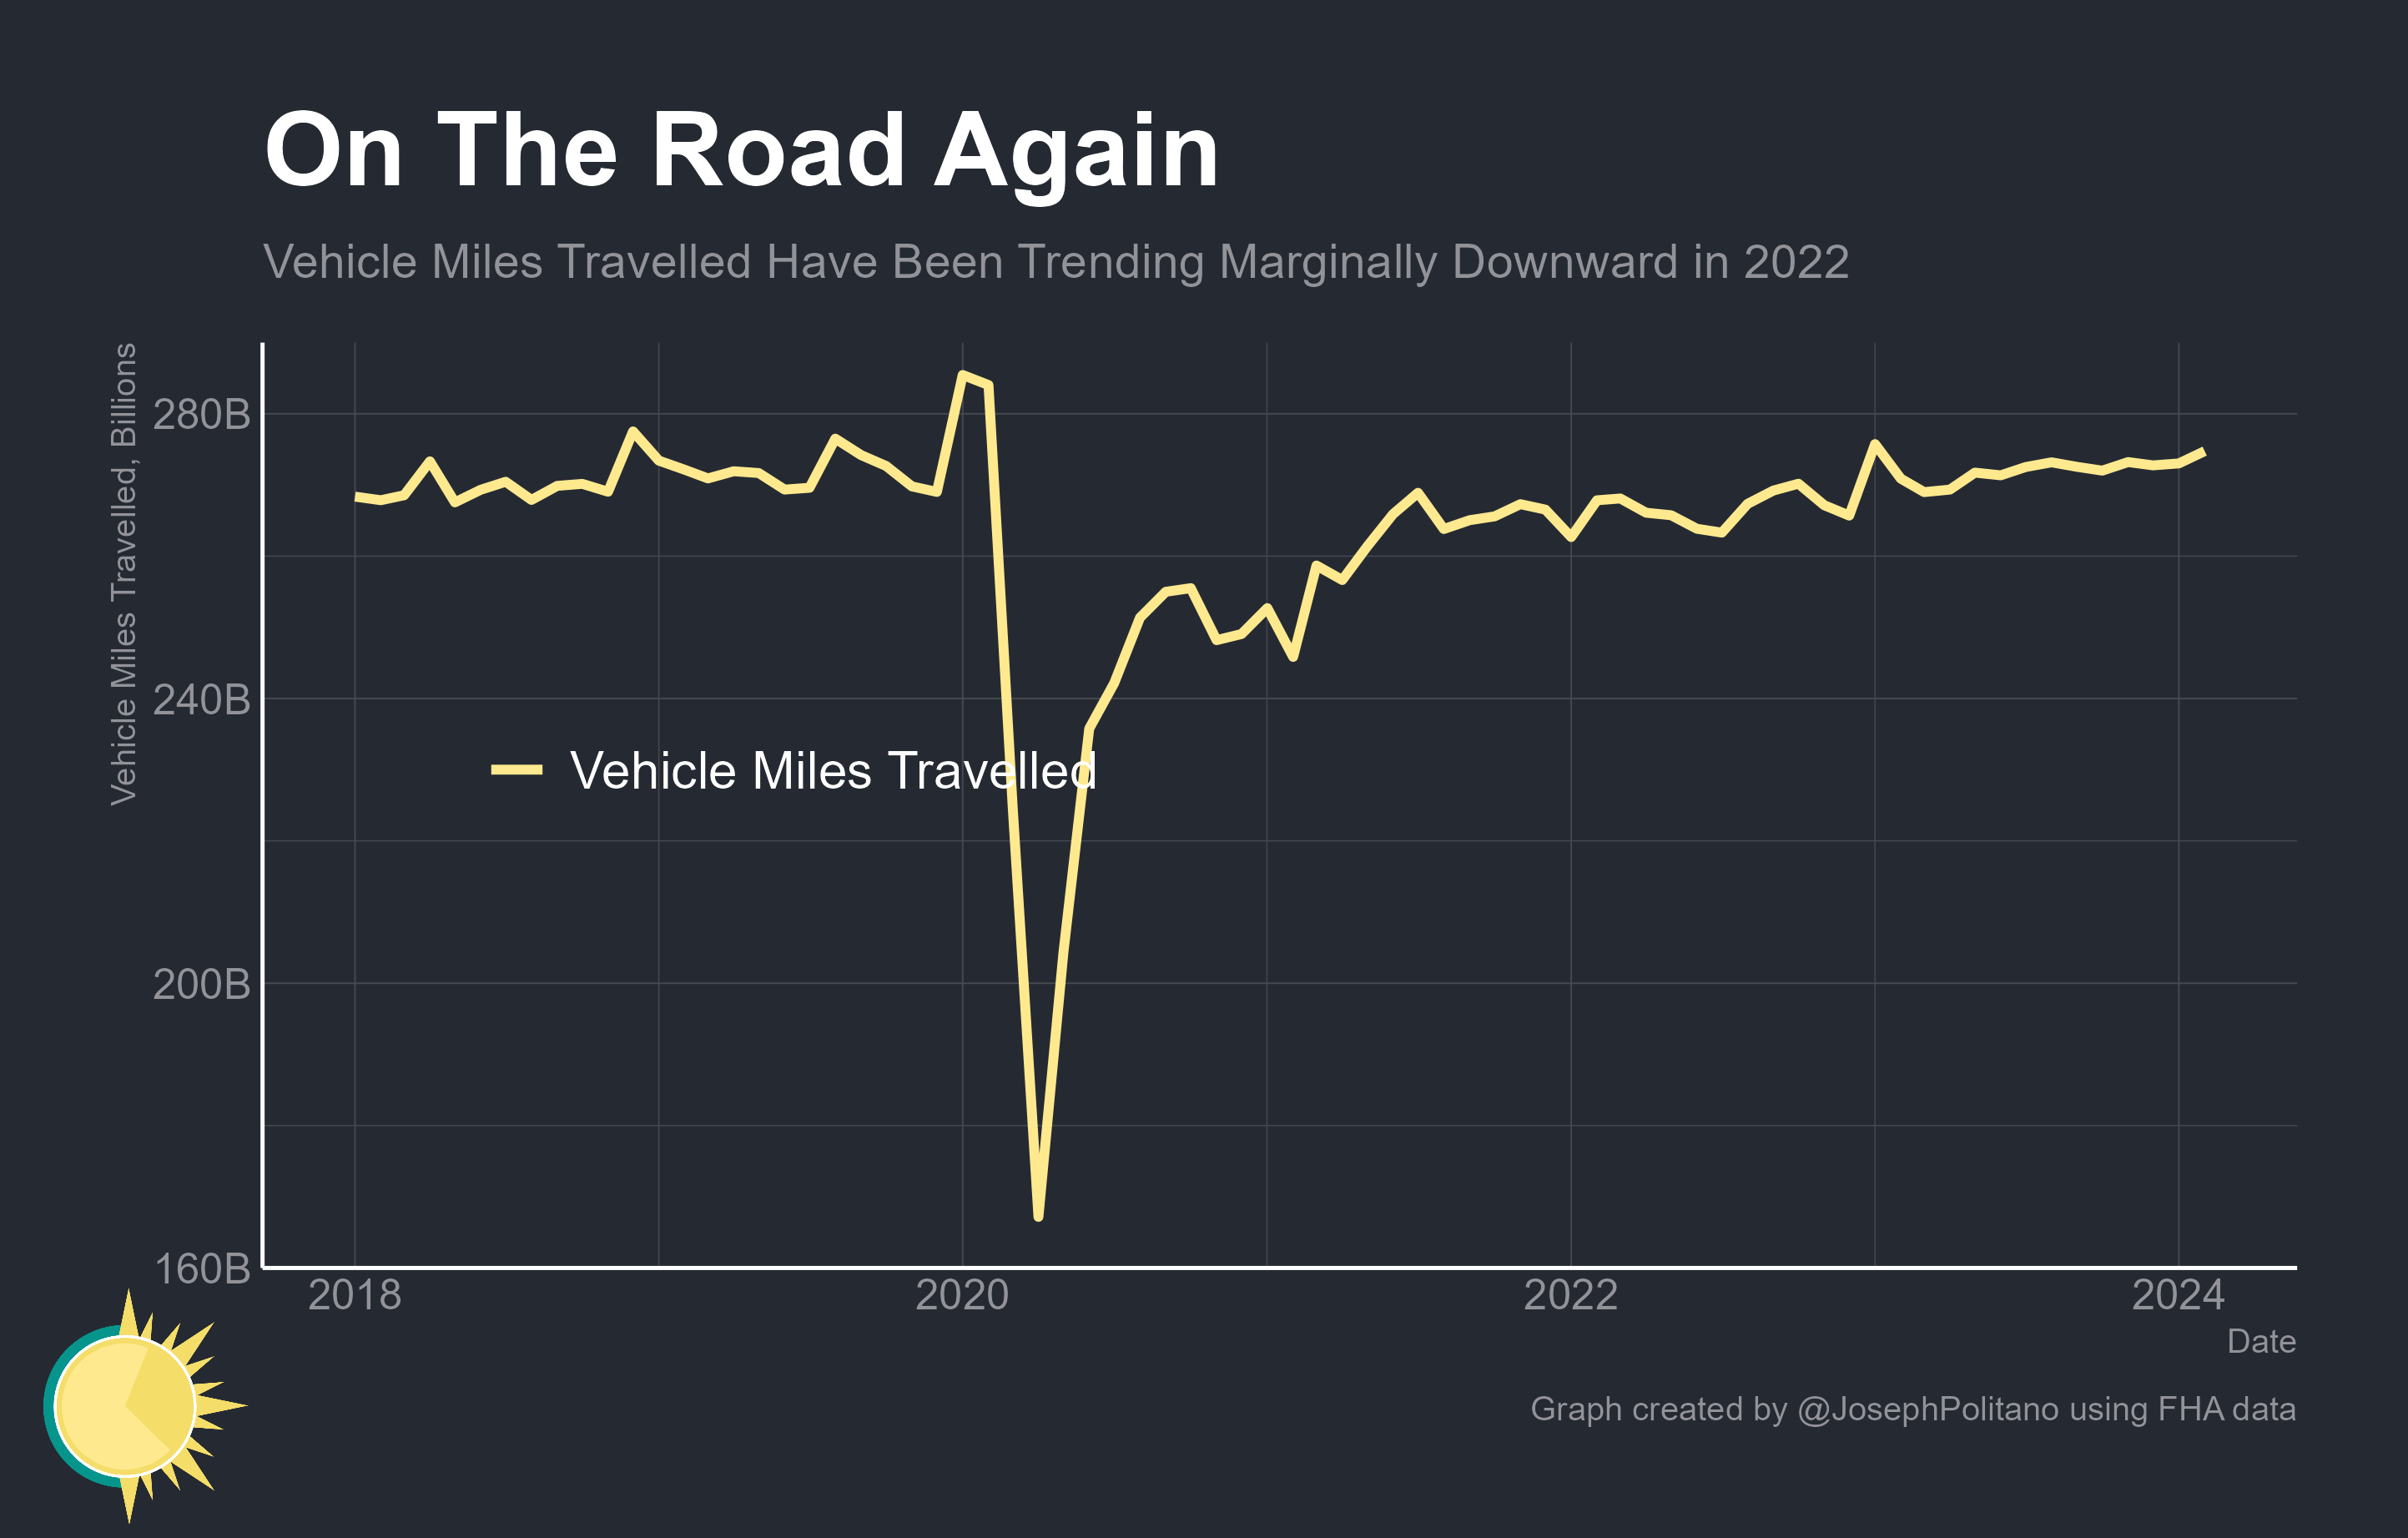 On The Road Again
Vehicle Miles Travelled Have Been Trending Marginally Downward in 2022
Vehicle Miles Travelled, Billions
280B
240B
200B
160B
Vehicle Miles Travelled
2018
2020
2022
2024
Date
Graph created by @JosephPolitano using FHA data